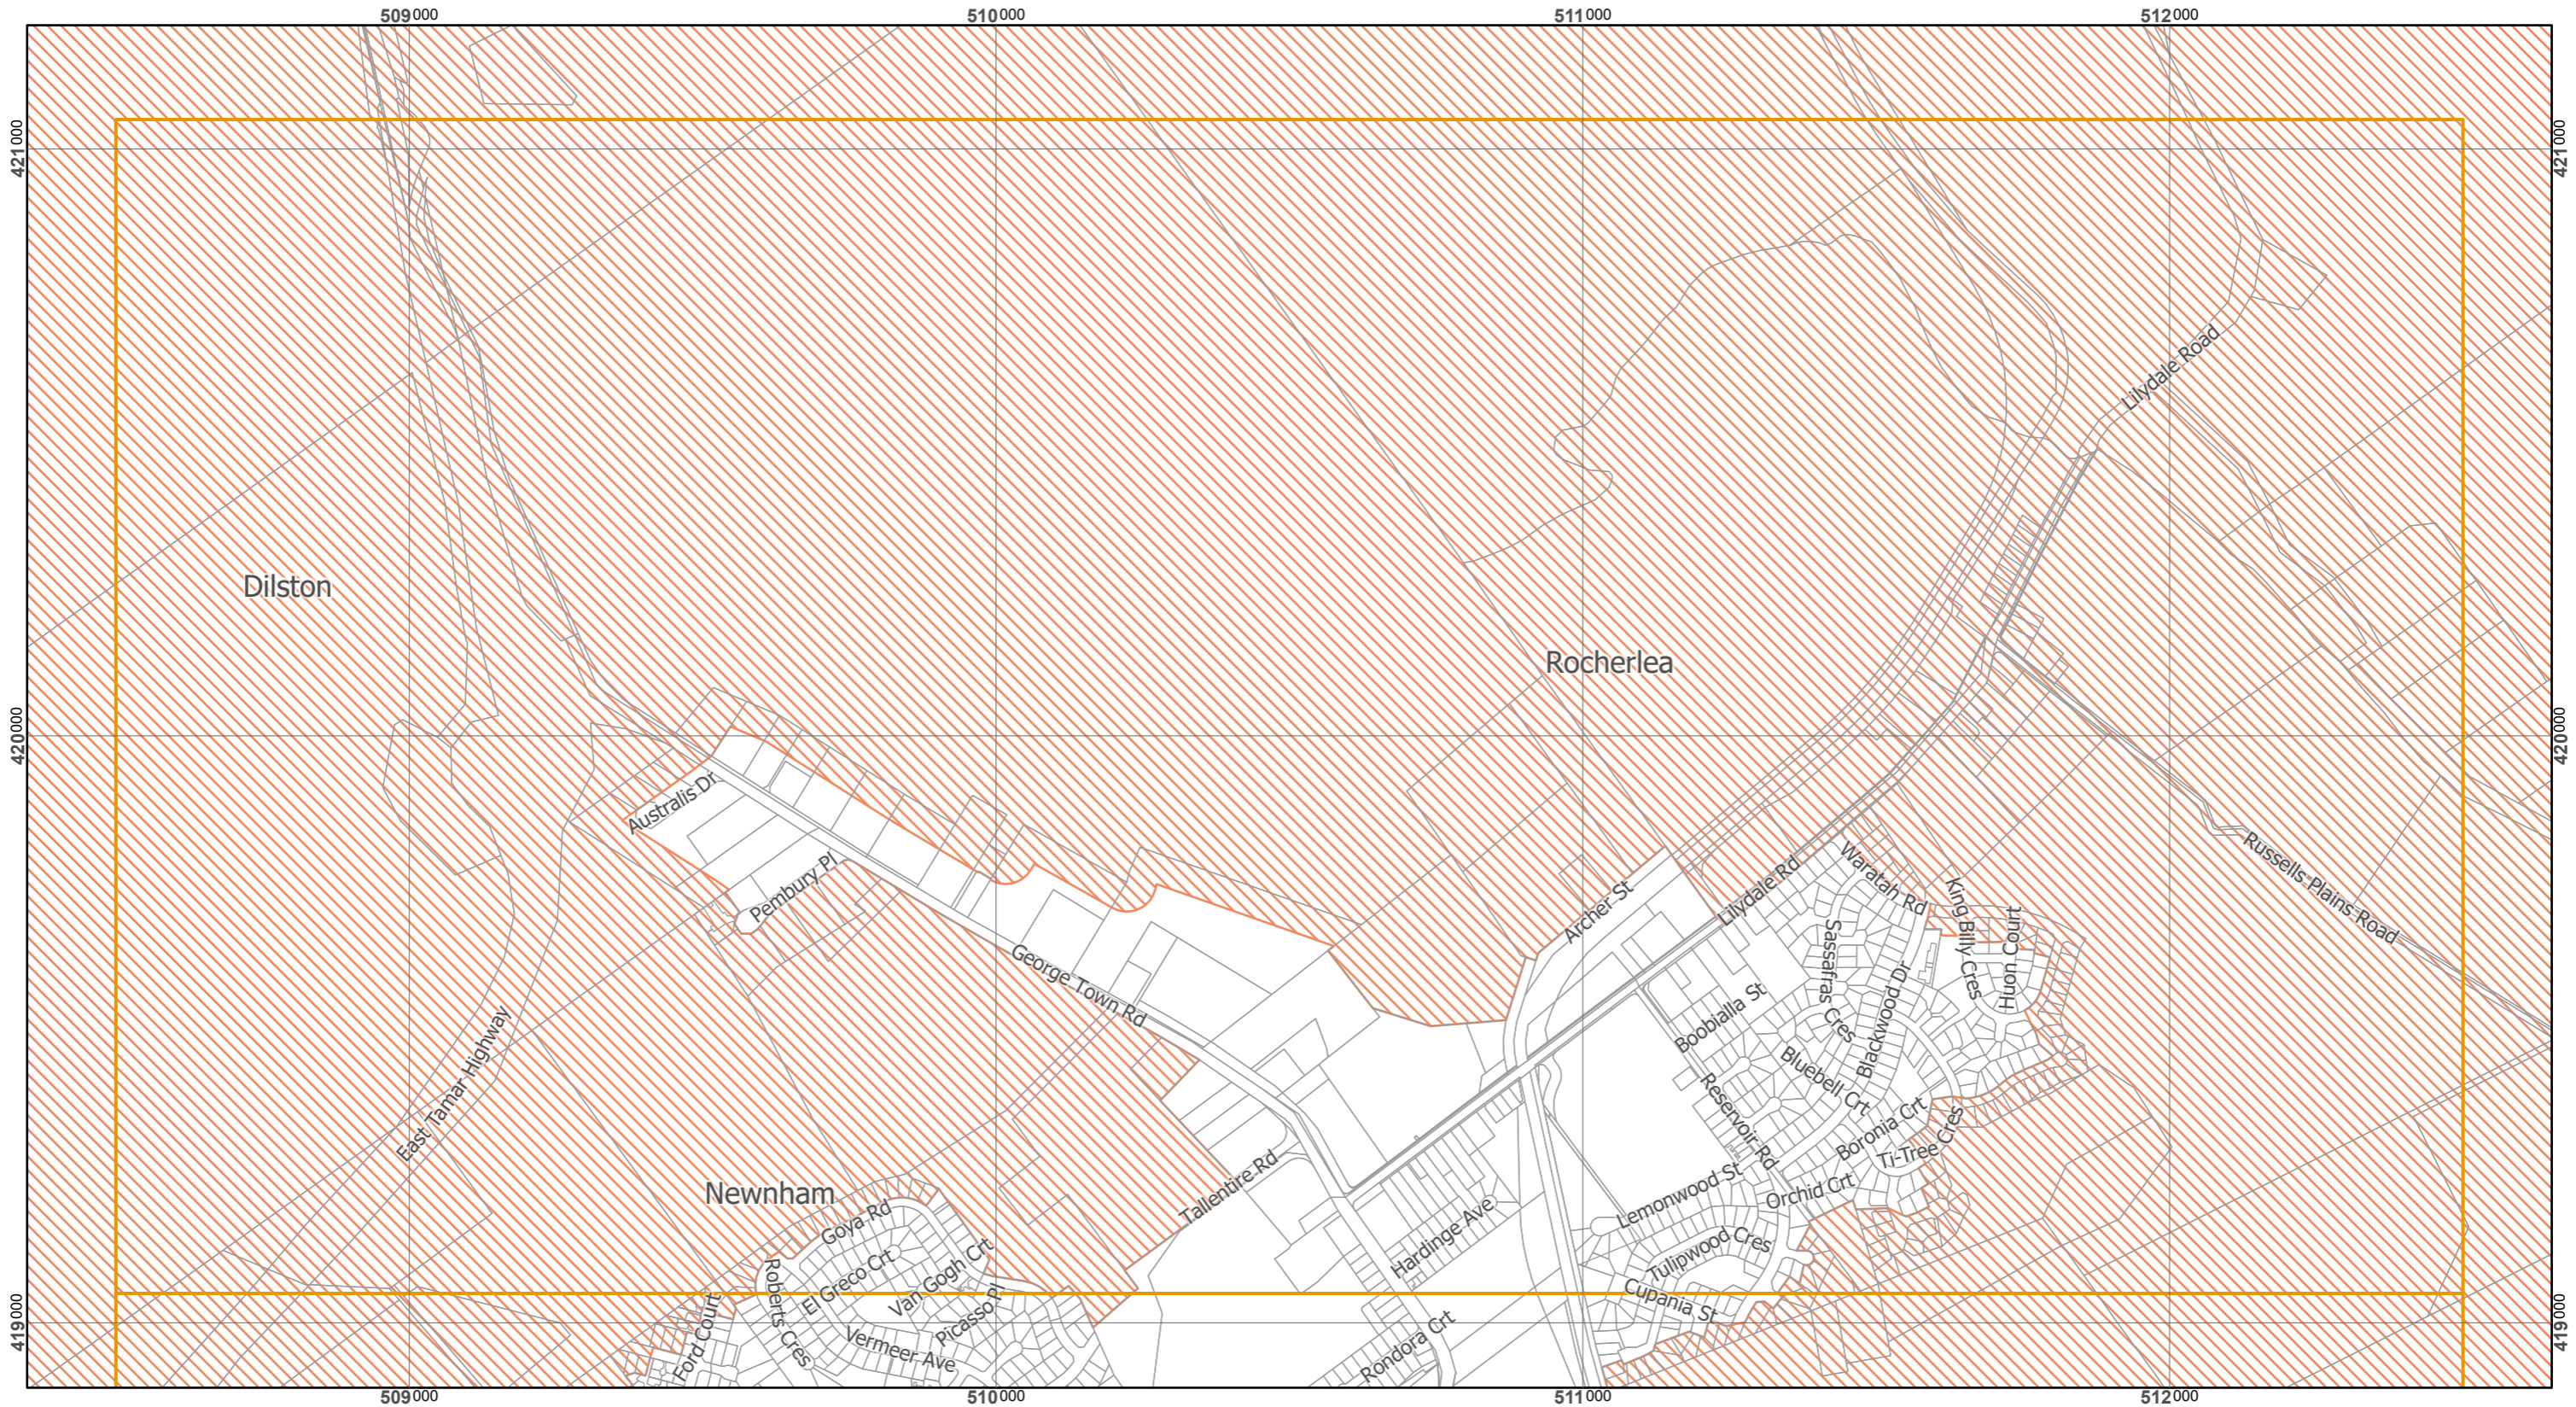 509000
510000
511000
512000
421000
421000
Lilydale Road
Dilston
Rocherlea
420000
420000
Australis Dr
Pembury Pl
George Town Rd
Archer St
Lilydale Rd
Waratah Rd
King Billy Cres
Huon Court
Russells Plains Road
Sassafras Cres
Blackwood Dr
Boobialla St
Bluebell Crt
Reservoir Rd
Boronia Crt
Ti-Tree Cres
East Tamar Highway
Tallentire Rd
Lemonwood St
Orchid Crt
Newnham
Goya Rd
El Greco Crt
Van Gogh Crt
Hardinge Ave
Tulipwood Cres
Cupania St
Roberts Cres
Picasso Pl
Ford Court
Vermeer Ave
Rondora Crt
419000
419000
509000
510000
511000
512000